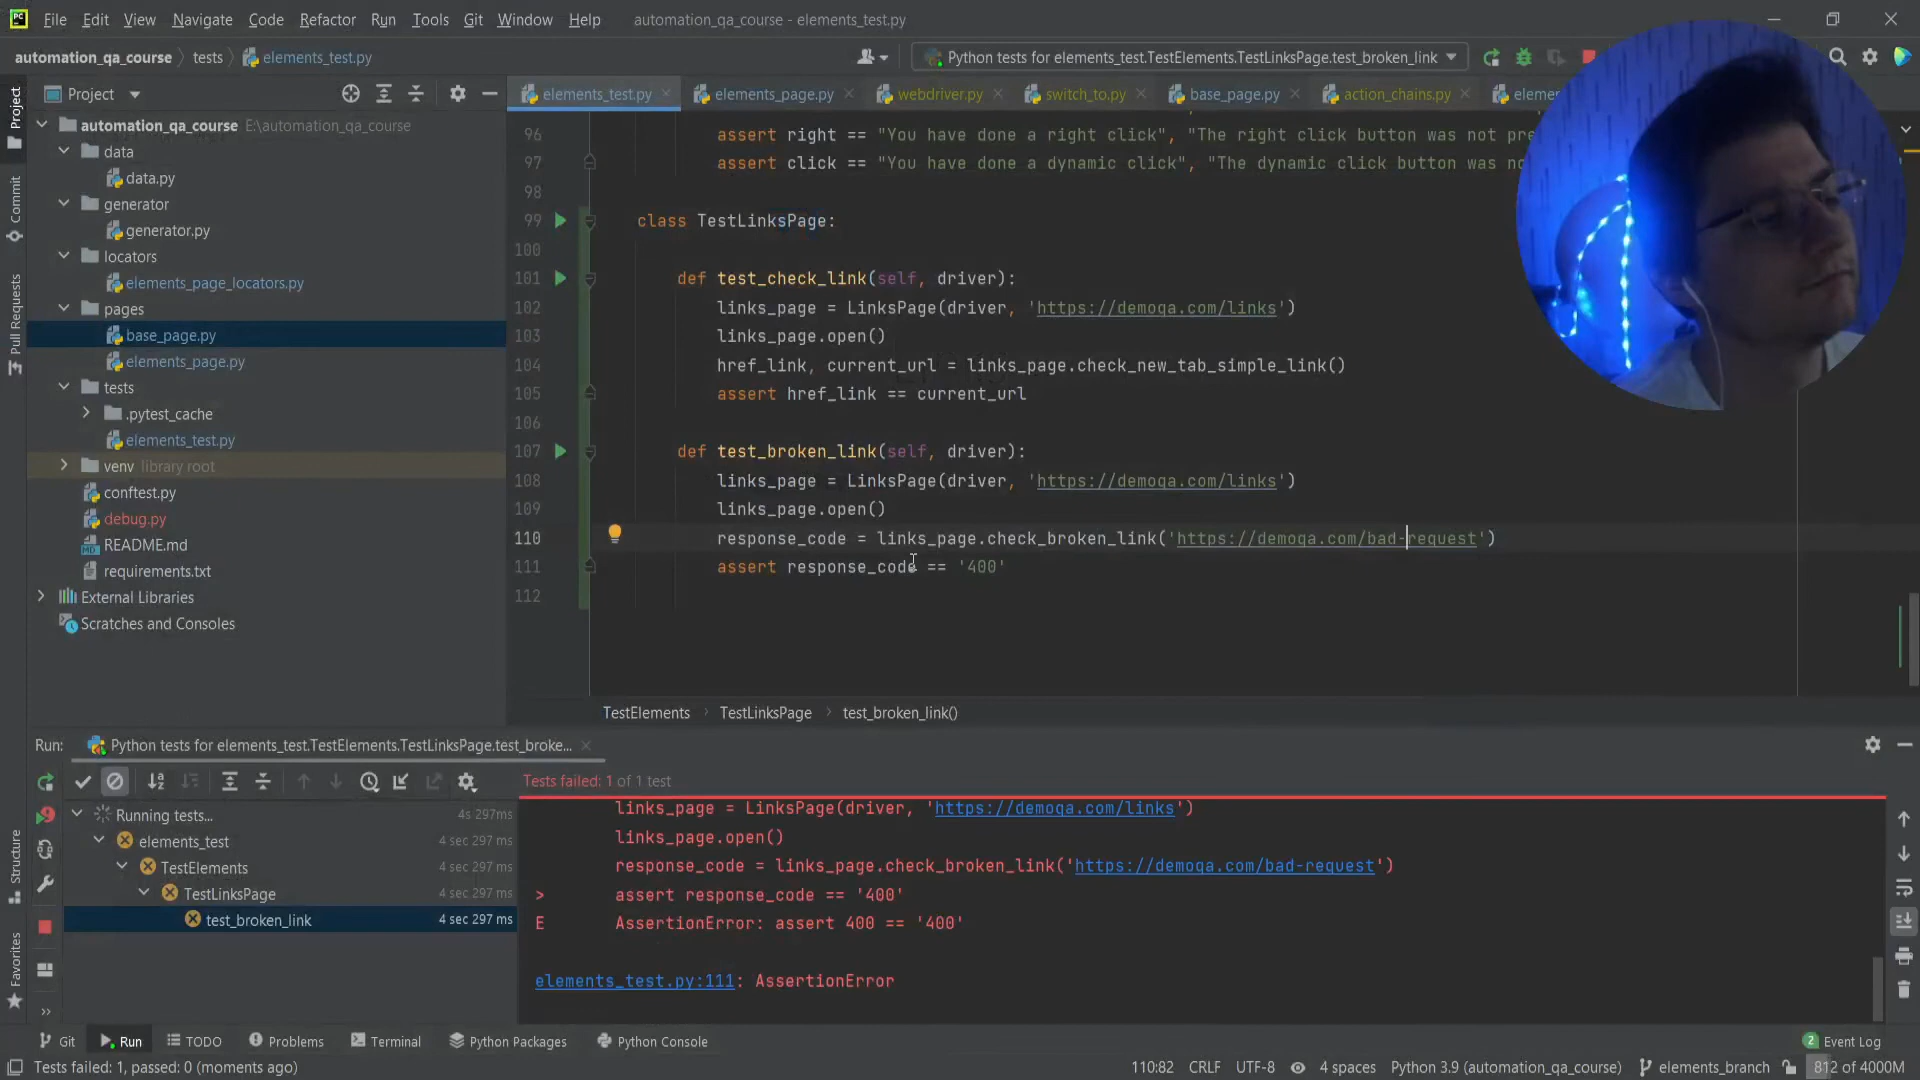 File Edit View Navigate Code Refactor Run Tools Git Window Help automation_qa_course - elements_test.py
automation_qa_course tests elements_test.py
Python tests for elements_test.TestElements.TestLinksPage.test_broken_link
Project
elements_test.py elements_page.py webdriver.py switch_to.py base_page.py action_chains.py eleme
Project
Commit
Pull Requests
Structure
Favorites
automation_qa_course E:\automation_qa_course
data
data.py
generator
generator.py
locators
elements_page_locators.py
pages
base_page.py
elements_page.py
tests
.pytest_cache
elements_test.py
venv library root
conftest.py
debug.py
README.md
requirements.txt
External Libraries
Scratches and Consoles
96 assert right == "You have done a right click", "The right click button was not pre
97 assert click == "You have done a dynamic click", "The dynamic click button was no
98
99 class TestLinksPage:
100
101 def test_check_link(self, driver):
102 links_page = LinksPage(driver, 'https://demoqa.com/links')
103 links_page.open()
104 href_link, current_url = links_page.check_new_tab_simple_link()
105 assert href_link == current_url
106
107 def test_broken_link(self, driver):
108 links_page = LinksPage(driver, 'https://demoqa.com/links')
109 links_page.open()
110 response_code = links_page.check_broken_link('https://demoqa.com/bad-request')
111 assert response_code == '400'
112
TestElements TestLinksPage test_broken_link()
Run: Python tests for elements_test.TestElements.TestLinksPage.test_broke...
Tests failed: 1 of 1 test
Running tests... 4s 297ms
elements_test 4 sec 297 ms
TestElements 4 sec 297 ms
TestLinksPage 4 sec 297 ms
test_broken_link 4 sec 297 ms
links_page = LinksPage(driver, 'https://demoqa.com/links')
links_page.open()
response_code = links_page.check_broken_link('https://demoqa.com/bad-request')
> assert response_code == '400'
E AssertionError: assert 400 == '400'
elements_test.py:111: AssertionError
Git Run TODO Problems Terminal Python Packages Python Console 2 Event Log
Tests failed: 1, passed: 0 (moments ago) 110:82 CRLF UTF-8 4 spaces Python 3.9 (automation_qa_course) elements_branch 812 of 4000M